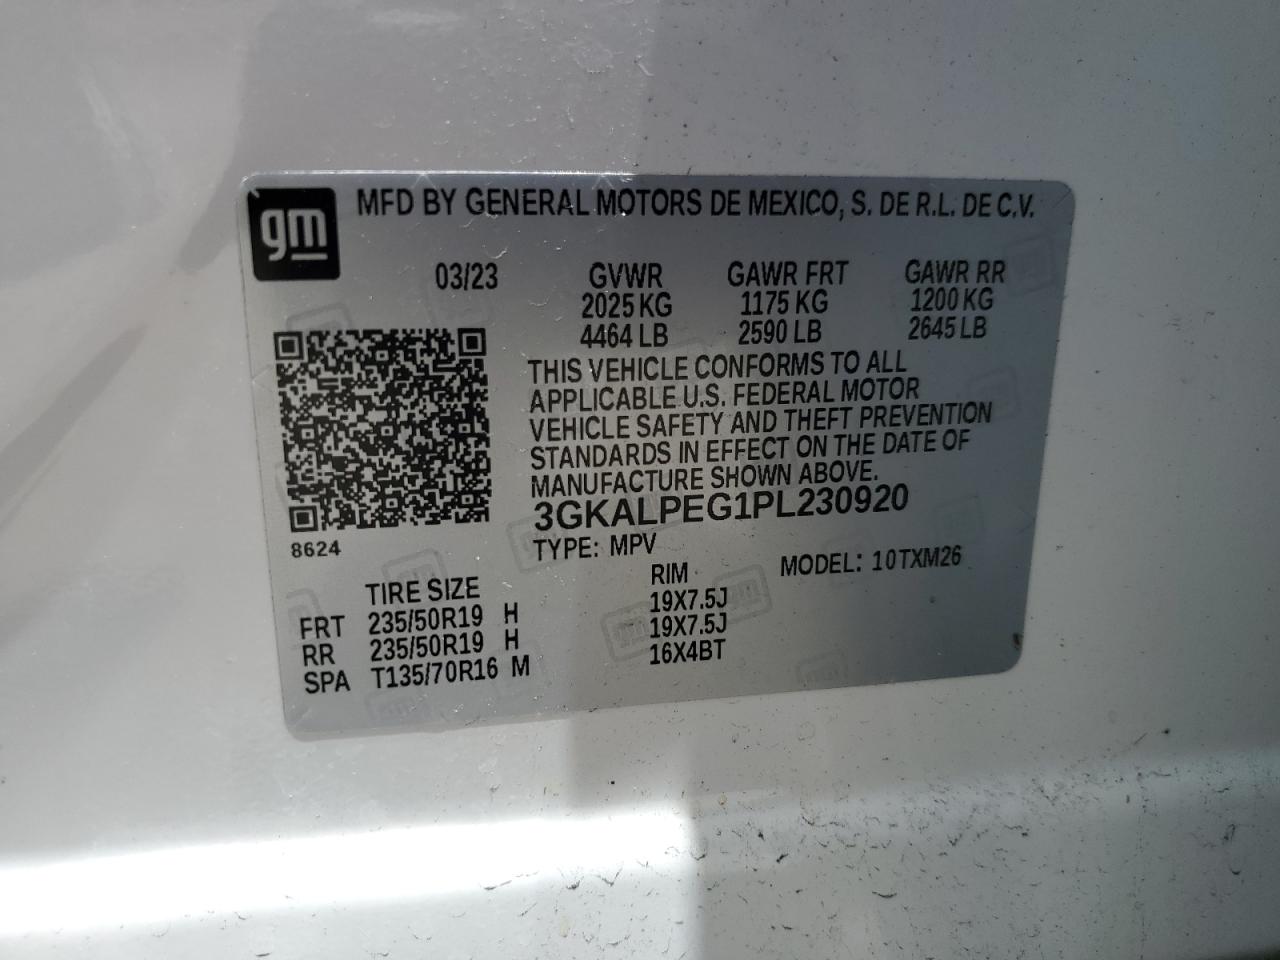 gm
MFD BY GENERAL MOTORS DE MEXICO, S. DE R.L. DE C.V.
03/23 GVWR GAWR FRT GAWR RR
2025 KG 1175 KG 1200 KG
4464 LB 2590 LB 2645 LB
THIS VEHICLE CONFORMS TO ALL
APPLICABLE U.S. FEDERAL MOTOR
VEHICLE SAFETY AND THEFT PREVENTION
STANDARDS IN EFFECT ON THE DATE OF
MANUFACTURE SHOWN ABOVE.
3GKALPEG1PL230920
8624
TYPE: MPV MODEL: 10TXM26
TIRE SIZE RIM
FRT 235/50R19 H 19X7.5J
RR 235/50R19 H 19X7.5J
SPA T135/70R16 M 16X4BT